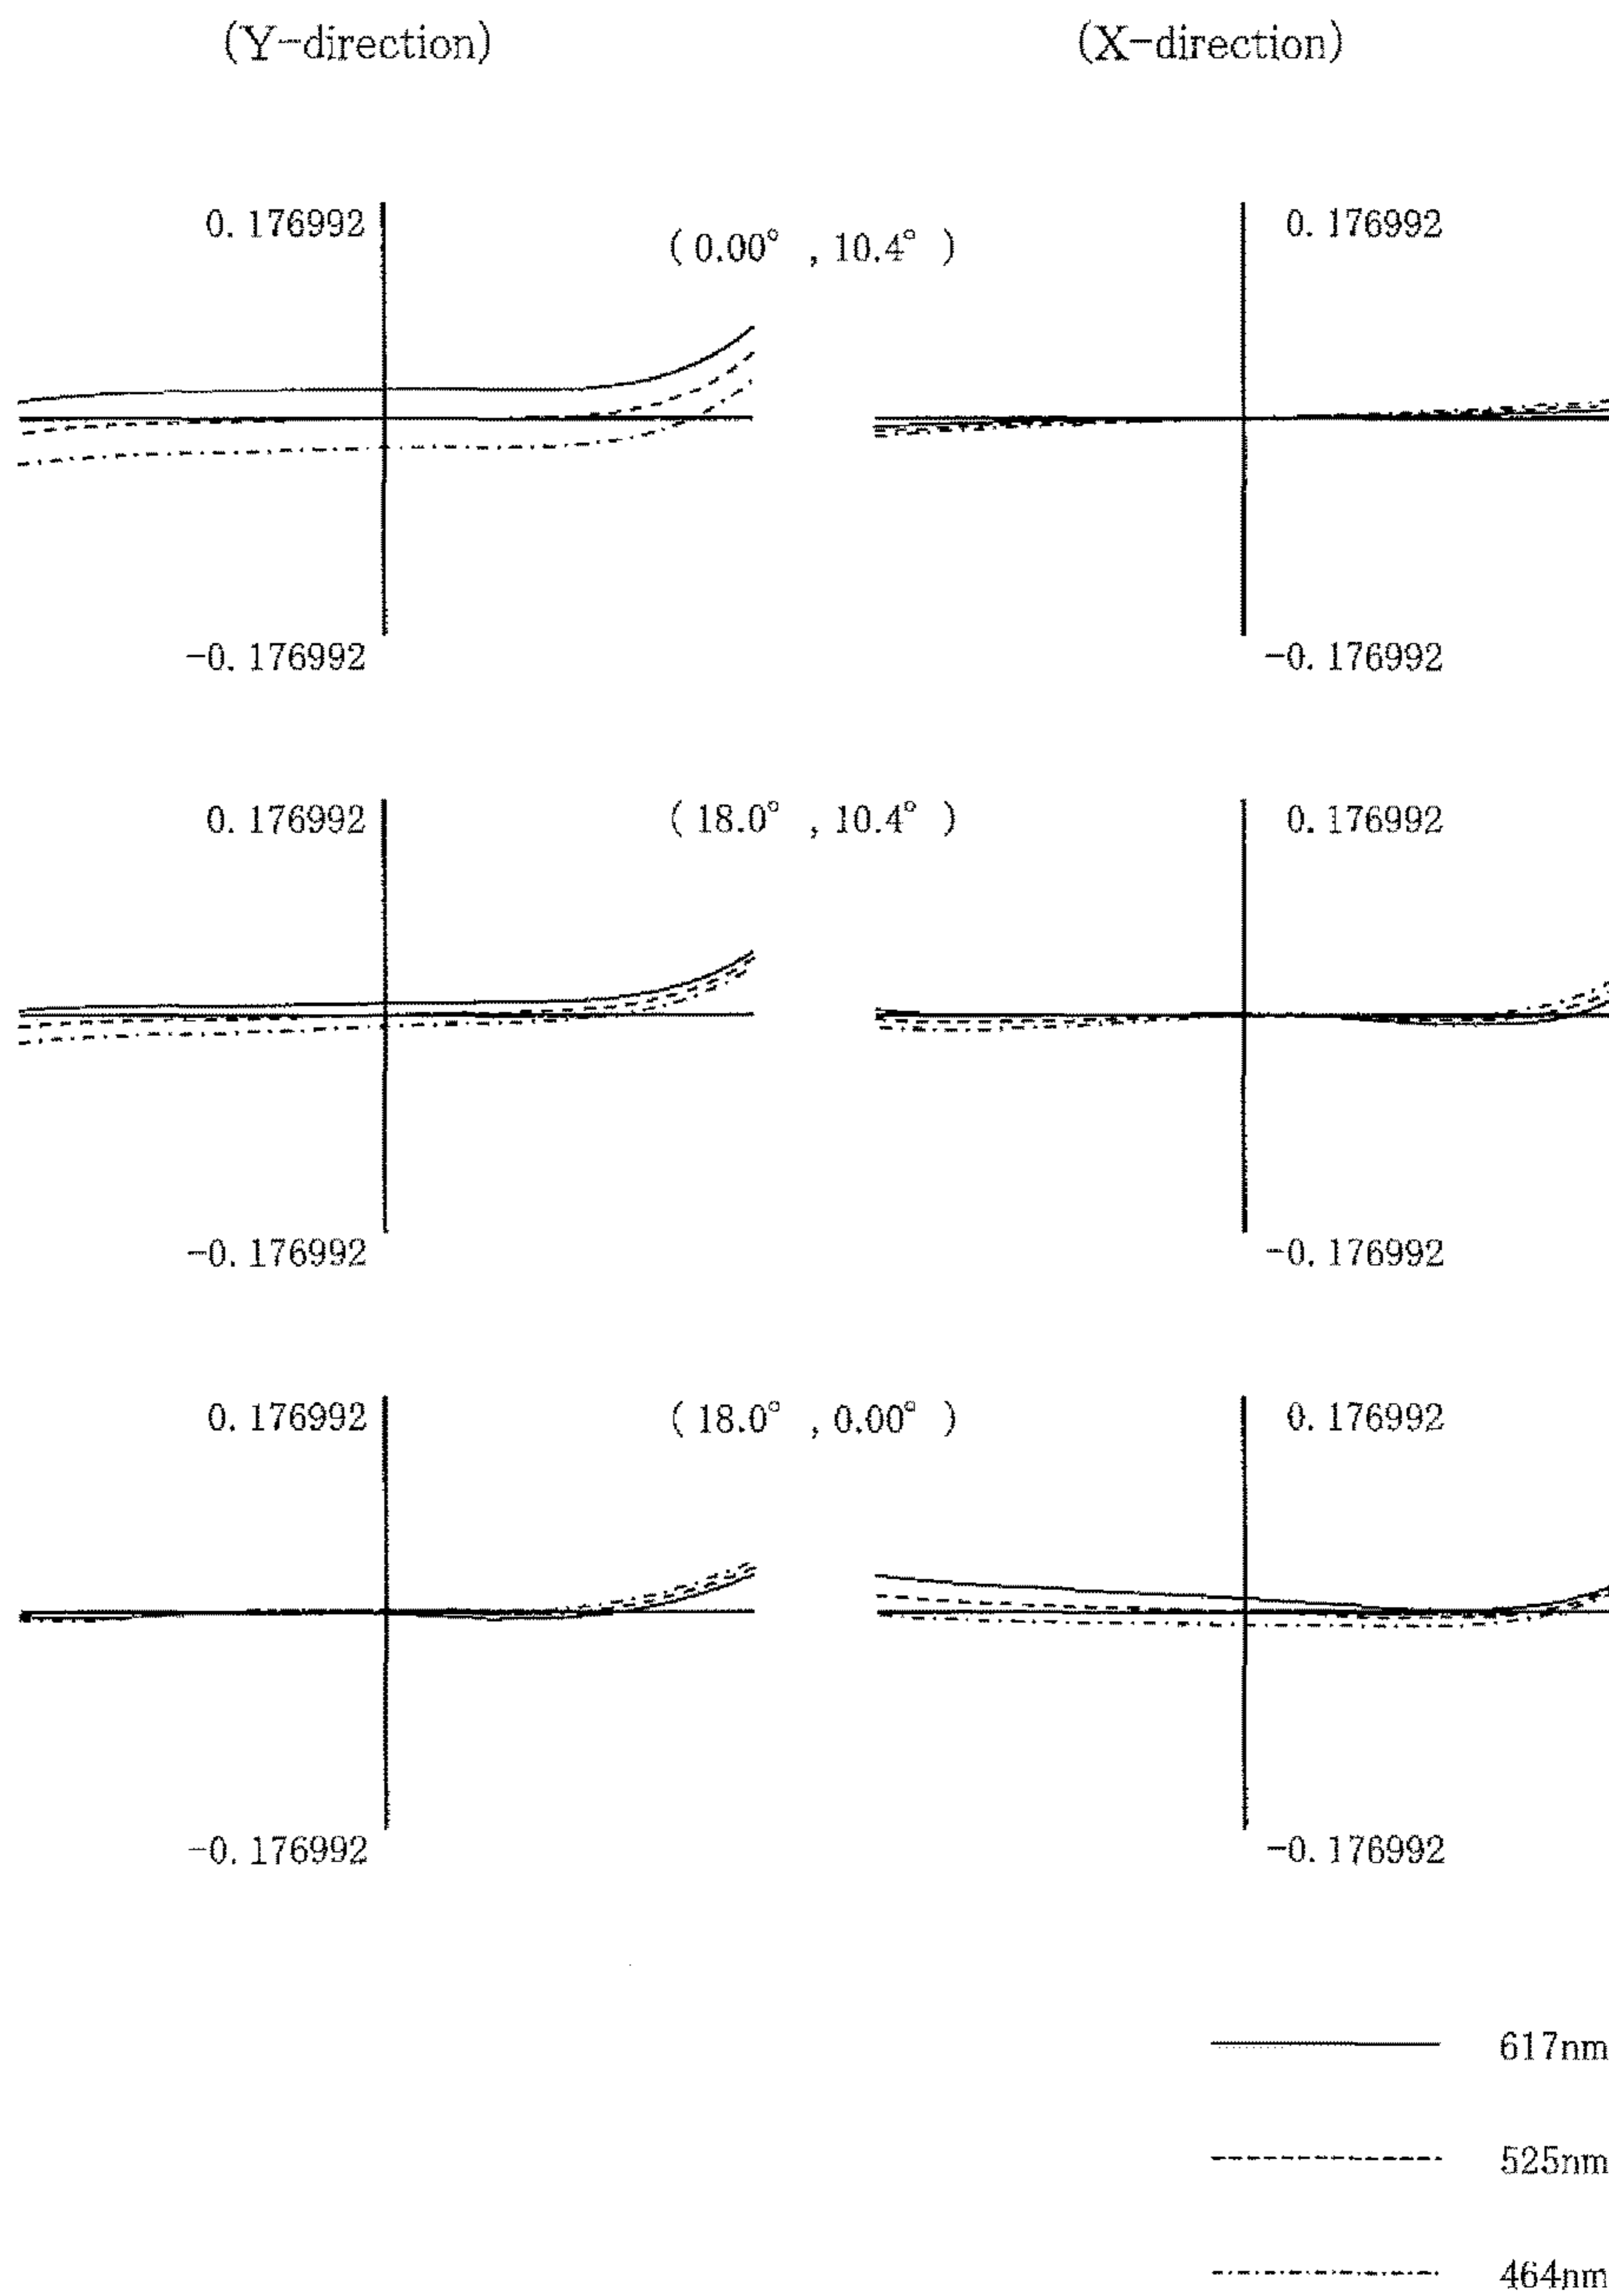 (Y-direction) (X-direction)
0.176992 (0.00°, 10.4°) 0.176992
-0.176992 -0.176992
0.176992 (18.0°, 10.4°) 0.176992
-0.176992 -0.176992
0.176992 (18.0°, 0.00°) 0.176992
-0.176992 -0.176992
617nm
525nm
464nm